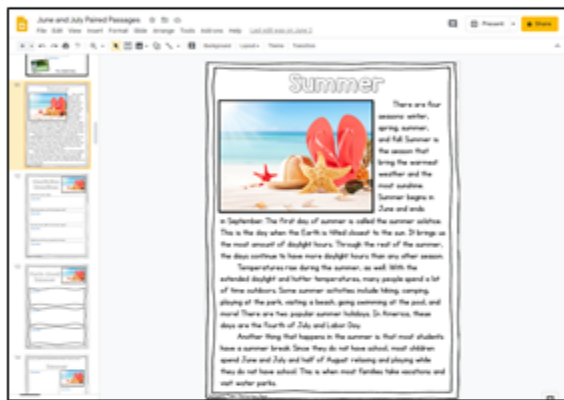 June and July Paired Passages
File Edit View Insert Format Slide Arrange Tools Add-ons Help Last edit was on June 2
Present
Share
Background Layout Theme Transition
Summer
There are four
seasons: winter,
spring, summer,
and fall. Summer is
the season that
bring the warmest
weather and the
most sunshine.
Summer begins in
June and ends
in September. The first day of summer is called the summer solstice.
This is the day when the Earth is tilted closest to the sun. It brings us
the most amount of daylight hours. Through the rest of the summer,
the days continue to have more daylight hours than any other season.
Temperatures rise during the summer, as well. With the
extended daylight and hotter temperatures, many people spend a lot
of time outdoors. Some summer activities include hiking, camping,
playing at the park, visiting a beach, going swimming at the pool, and
more! There are two popular summer holidays. In America, these
days are the Fourth of July and Labor Day.
Another thing that happens in the summer is that most students
have a summer break. Since they do not have school, most children
spend June and July and half of August relaxing and playing while
they do not have school. This is when most families take vacations and
visit water parks.